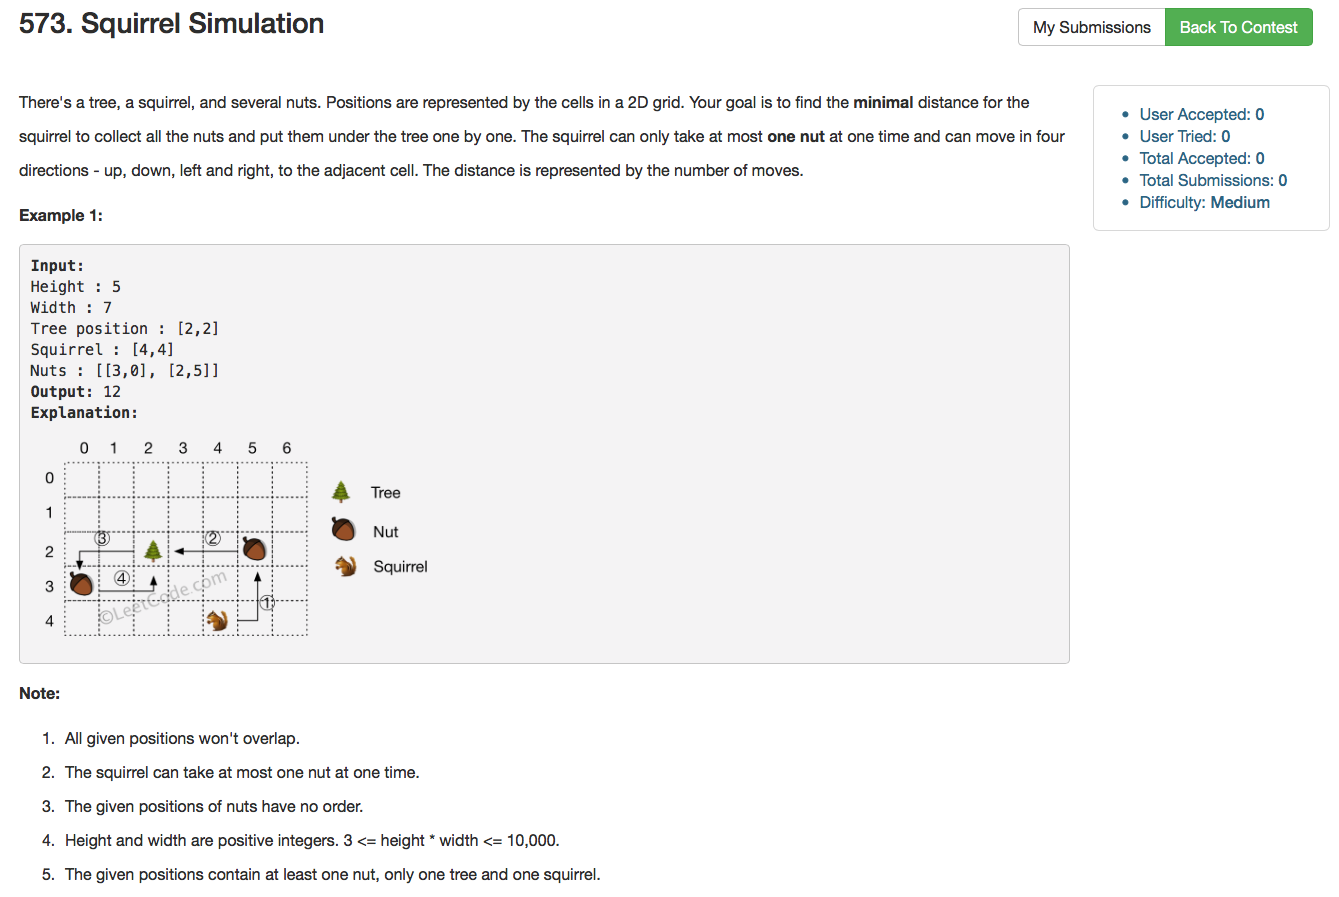 573. Squirrel Simulation
My Submissions
Back To Contest
There's a tree, a squirrel, and several nuts. Positions are represented by the cells in a 2D grid. Your goal is to find the minimal distance for the
squirrel to collect all the nuts and put them under the tree one by one. The squirrel can only take at most one nut at one time and can move in four
directions - up, down, left and right, to the adjacent cell. The distance is represented by the number of moves.
User Accepted: 0
User Tried: 0
Total Accepted: 0
Total Submissions: 0
Difficulty: Medium
Example 1:
Input:
Height : 5
Width : 7
Tree position : [2,2]
Squirrel : [4,4]
Nuts : [[3,0], [2,5]]
Output: 12
Explanation:
0 1 2 3 4 5 6
0
1
2
3
4
③ ②
④
①
©LeetCode.com
Tree
Nut
Squirrel
Note:
1. All given positions won't overlap.
2. The squirrel can take at most one nut at one time.
3. The given positions of nuts have no order.
4. Height and width are positive integers. 3 <= height * width <= 10,000.
5. The given positions contain at least one nut, only one tree and one squirrel.